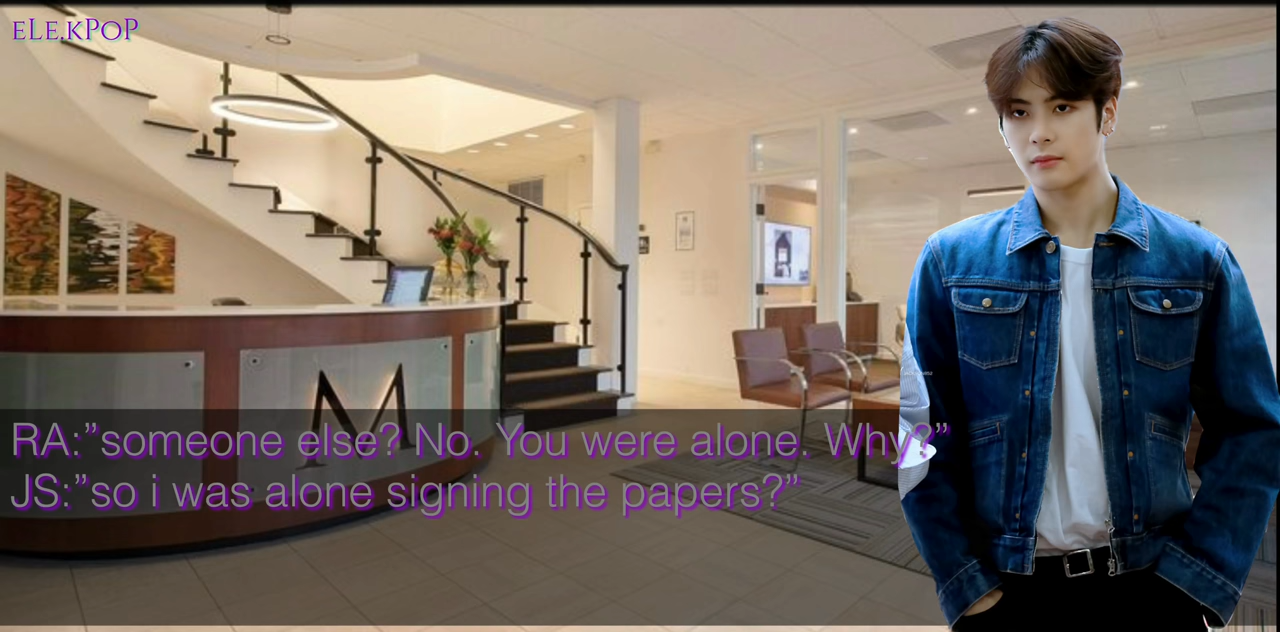 ELE.KPOP
M
RA:”someone else? No. You were alone. Why?”
JS:”so i was alone signing the papers?”